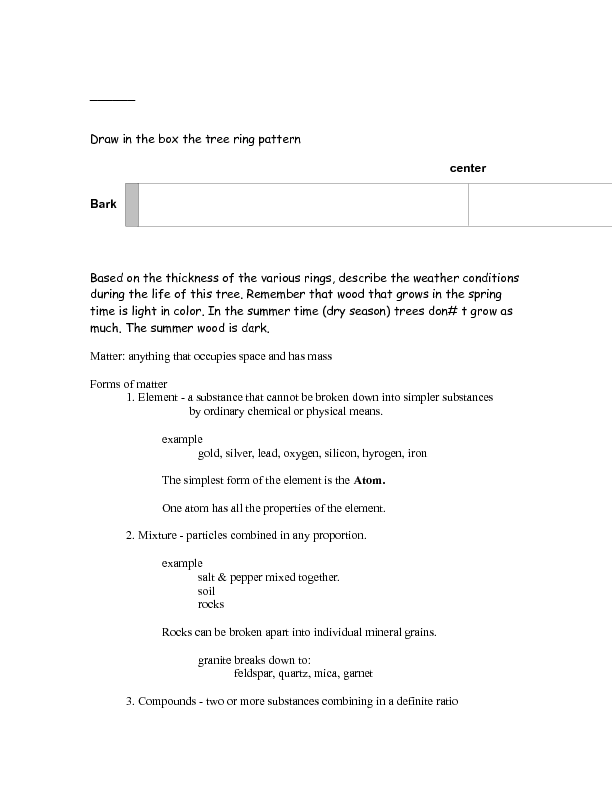 Draw in the box the tree ring pattern
center
Bark
Based on the thickness of the various rings, describe the weather conditions
during the life of this tree. Remember that wood that grows in the spring
time is light in color. In the summer time (dry season) trees don# t grow as
much. The summer wood is dark.
Matter: anything that occupies space and has mass
Forms of matter
1. Element - a substance that cannot be broken down into simpler substances
by ordinary chemical or physical means.
example
gold, silver, lead, oxygen, silicon, hyrogen, iron
The simplest form of the element is the Atom.
One atom has all the properties of the element.
2. Mixture - particles combined in any proportion.
example
salt & pepper mixed together.
soil
rocks
Rocks can be broken apart into individual mineral grains.
granite breaks down to:
feldspar, quartz, mica, garnet
3. Compounds - two or more substances combining in a definite ratio